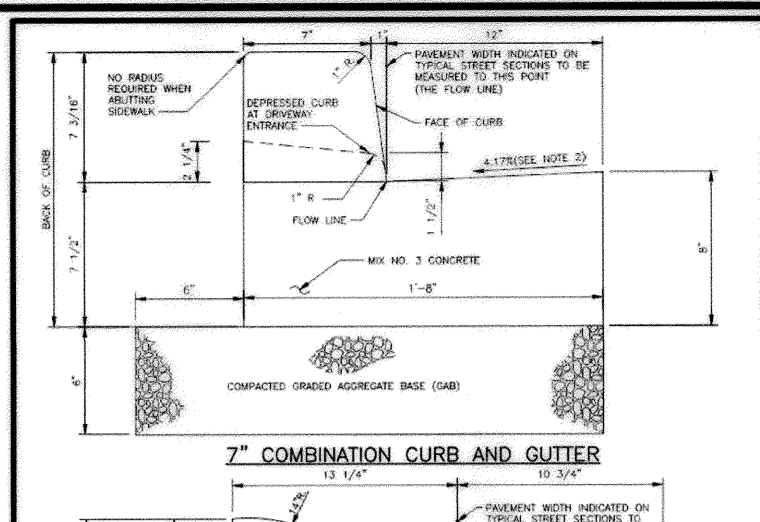 7"
1"
12"
NO RADIUS
REQUIRED WHEN
ABUTTING
SIDEWALK
1" R
PAVEMENT WIDTH INDICATED ON
TYPICAL STREET SECTIONS TO BE
MEASURED TO THIS POINT
(THE FLOW LINE)
DEPRESSED CURB
AT DRIVEWAY
ENTRANCE
FACE OF CURB
7 3/16"
BACK OF CURB
2 1/4"
4.17%(SEE NOTE 2)
1" R
FLOW LINE
1 1/2"
7 1/2"
8"
MIX NO. 3 CONCRETE
6"
1'-8"
6"
COMPACTED GRADED AGGREGATE BASE (GAB)
7" COMBINATION CURB AND GUTTER
13 1/4"
10 3/4"
14"R
PAVEMENT WIDTH INDICATED ON
TYPICAL STREET SECTIONS TO